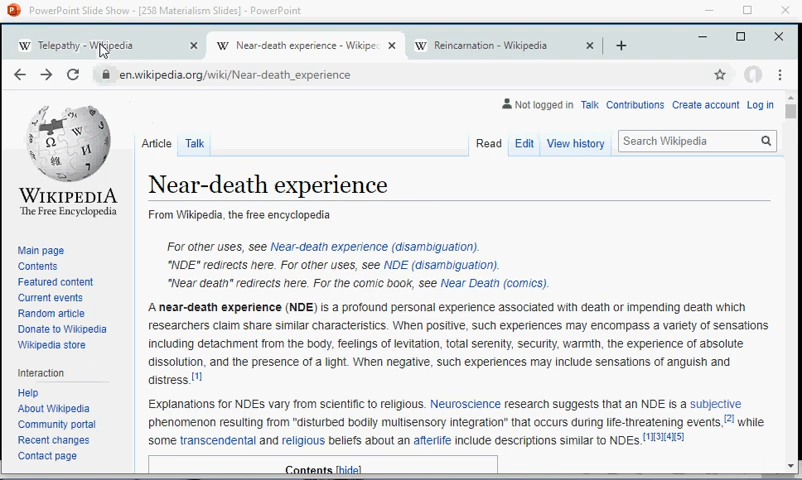 PowerPoint Slide Show - [258 Materialism Slides] - PowerPoint
Telepathy - Wikipedia
Near-death experience - Wikipe
Reincarnation - Wikipedia
en.wikipedia.org/wiki/Near-death_experience
Not logged in Talk Contributions Create account Log in
Article Talk Read Edit View history Search Wikipedia
WIKIPEDIA
The Free Encyclopedia
Near-death experience
From Wikipedia, the free encyclopedia
For other uses, see Near-death experience (disambiguation).
"NDE" redirects here. For other uses, see NDE (disambiguation).
"Near death" redirects here. For the comic book, see Near Death (comics).
A near-death experience (NDE) is a profound personal experience associated with death or impending death which
researchers claim share similar characteristics. When positive, such experiences may encompass a variety of sensations
including detachment from the body, feelings of levitation, total serenity, security, warmth, the experience of absolute
dissolution, and the presence of a light. When negative, such experiences may include sensations of anguish and
distress.[1]
Explanations for NDEs vary from scientific to religious. Neuroscience research suggests that an NDE is a subjective
phenomenon resulting from "disturbed bodily multisensory integration" that occurs during life-threatening events,[2] while
some transcendental and religious beliefs about an afterlife include descriptions similar to NDEs.[1][3][4][5]
Contents [hide]
Main page
Contents
Featured content
Current events
Random article
Donate to Wikipedia
Wikipedia store
Interaction
Help
About Wikipedia
Community portal
Recent changes
Contact page